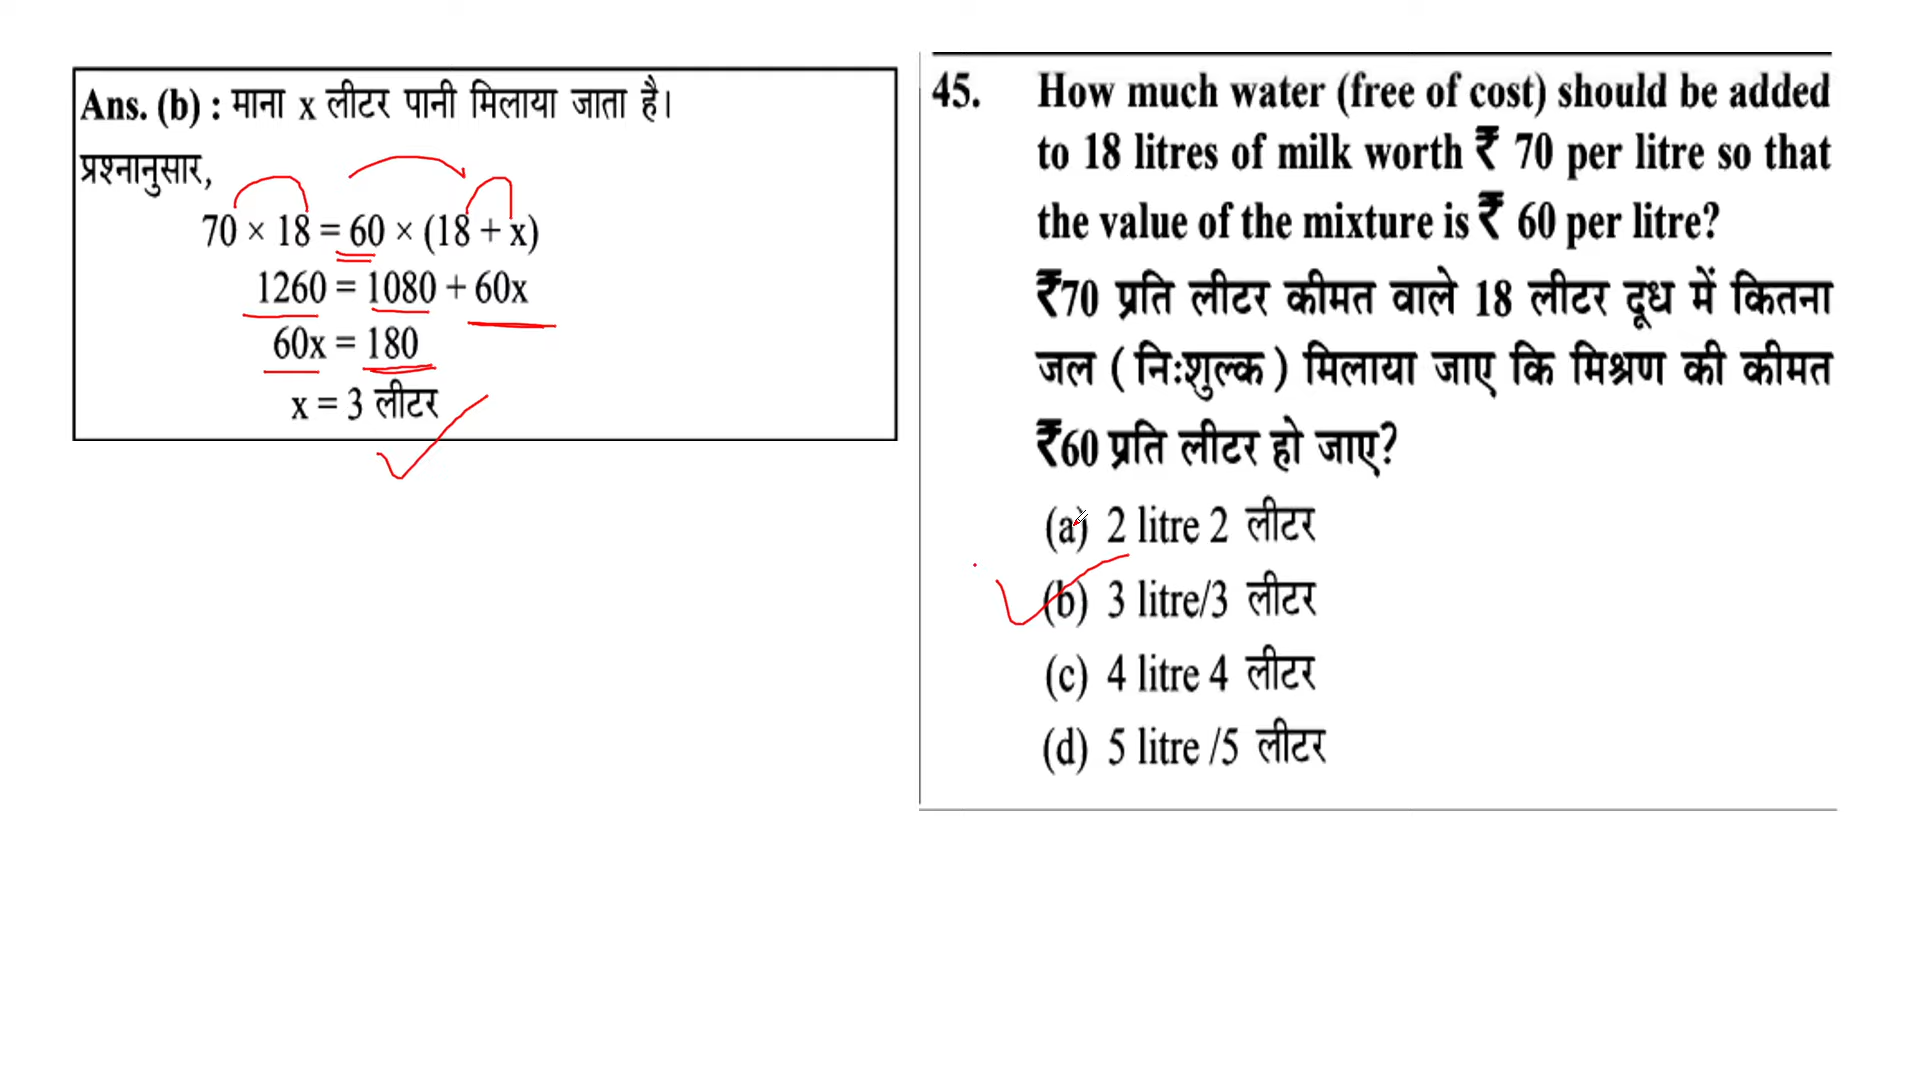 Ans. (b) : माना x लीटर पानी मिलाया जाता है।
प्रश्नानुसार,
70 × 18 = 60 × (18 + x)
1260 = 1080 + 60x
60x = 180
x = 3 लीटर
45. How much water (free of cost) should be added
to 18 litres of milk worth ₹ 70 per litre so that
the value of the mixture is ₹ 60 per litre?
₹70 प्रति लीटर कीमत वाले 18 लीटर दूध में कितना
जल (निःशुल्क) मिलाया जाए कि मिश्रण की कीमत
₹60 प्रति लीटर हो जाए?
(a) 2 litre 2 लीटर
(b) 3 litre/3 लीटर
(c) 4 litre 4 लीटर
(d) 5 litre /5 लीटर